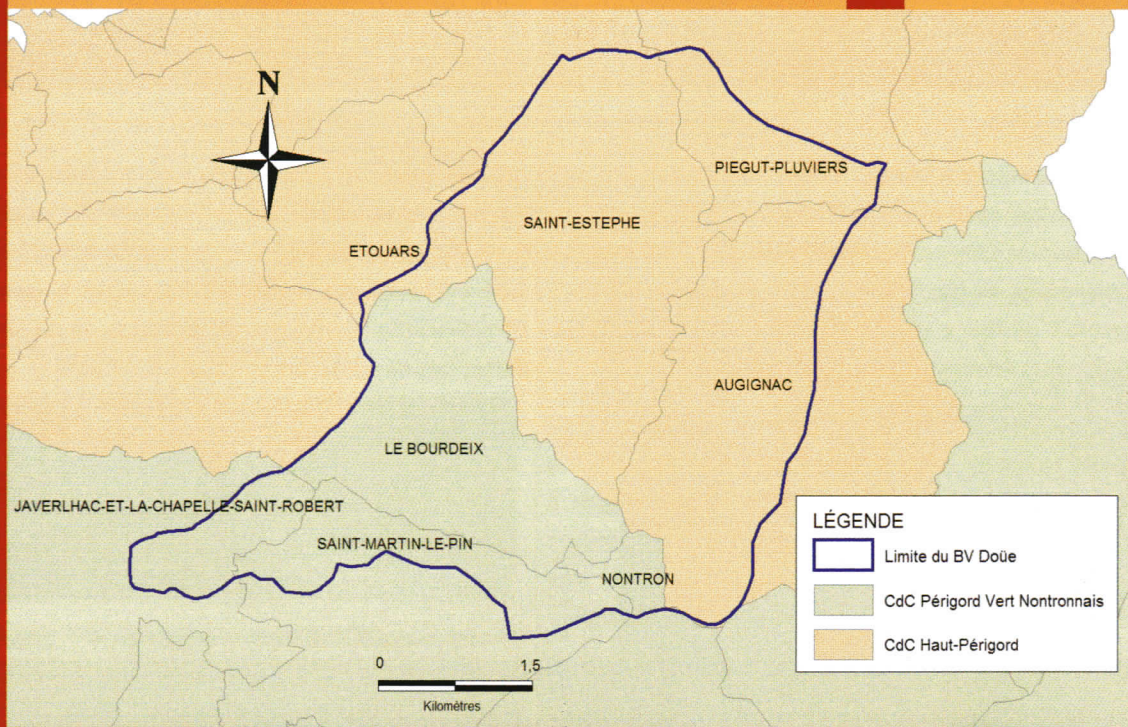 N
PIEGUT-PLUVIERS
SAINT-ESTEPHE
ETOUARS
AUGIGNAC
LE BOURDEIX
JAVERLHAC-ET-LA-CHAPELLE-SAINT-ROBERT
SAINT-MARTIN-LE-PIN
NONTRON
LÉGENDE
Limite du BV Doüe
CdC Périgord Vert Nontronnais
CdC Haut-Périgord
0 1,5
Kilomètres